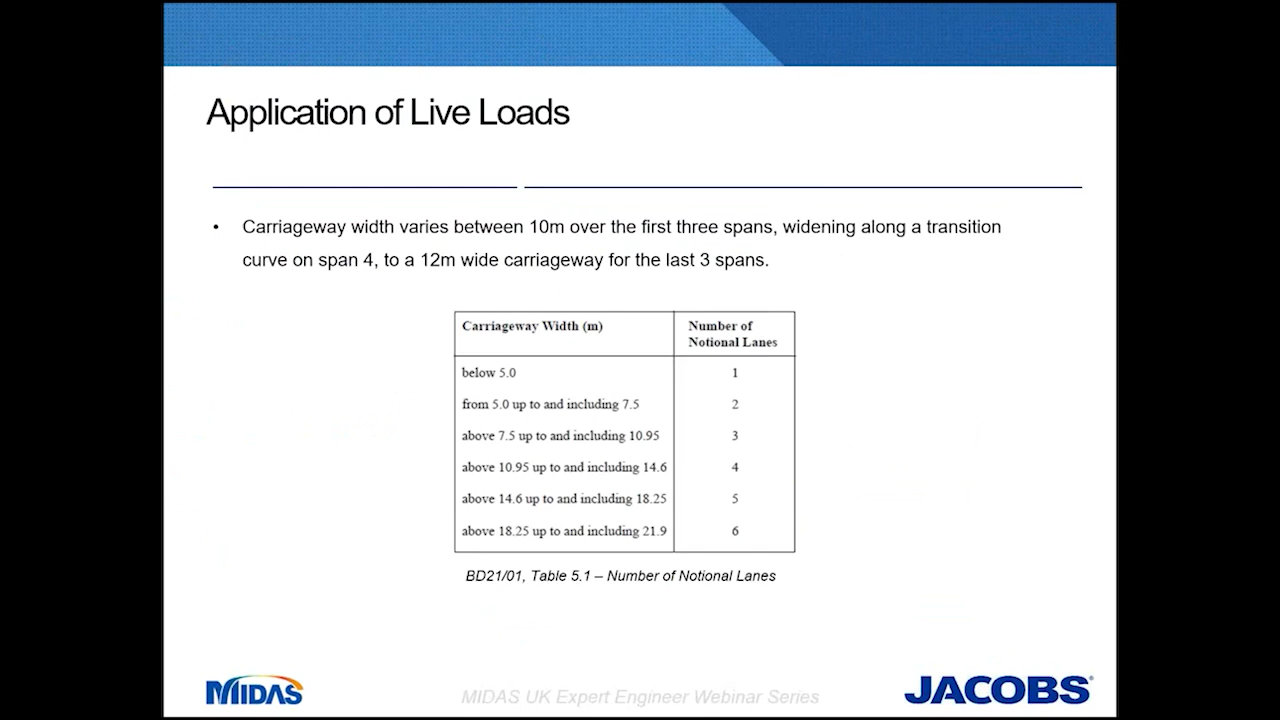 Application of Live Loads
• Carriageway width varies between 10m over the first three spans, widening along a transition
curve on span 4, to a 12m wide carriageway for the last 3 spans.
Carriageway Width (m) Number of
Notional Lanes
below 5.0 1
from 5.0 up to and including 7.5 2
above 7.5 up to and including 10.95 3
above 10.95 up to and including 14.6 4
above 14.6 up to and including 18.25 5
above 18.25 up to and including 21.9 6
BD21/01, Table 5.1 – Number of Notional Lanes
MIDAS
MIDAS UK Expert Engineer Webinar Series
JACOBS®